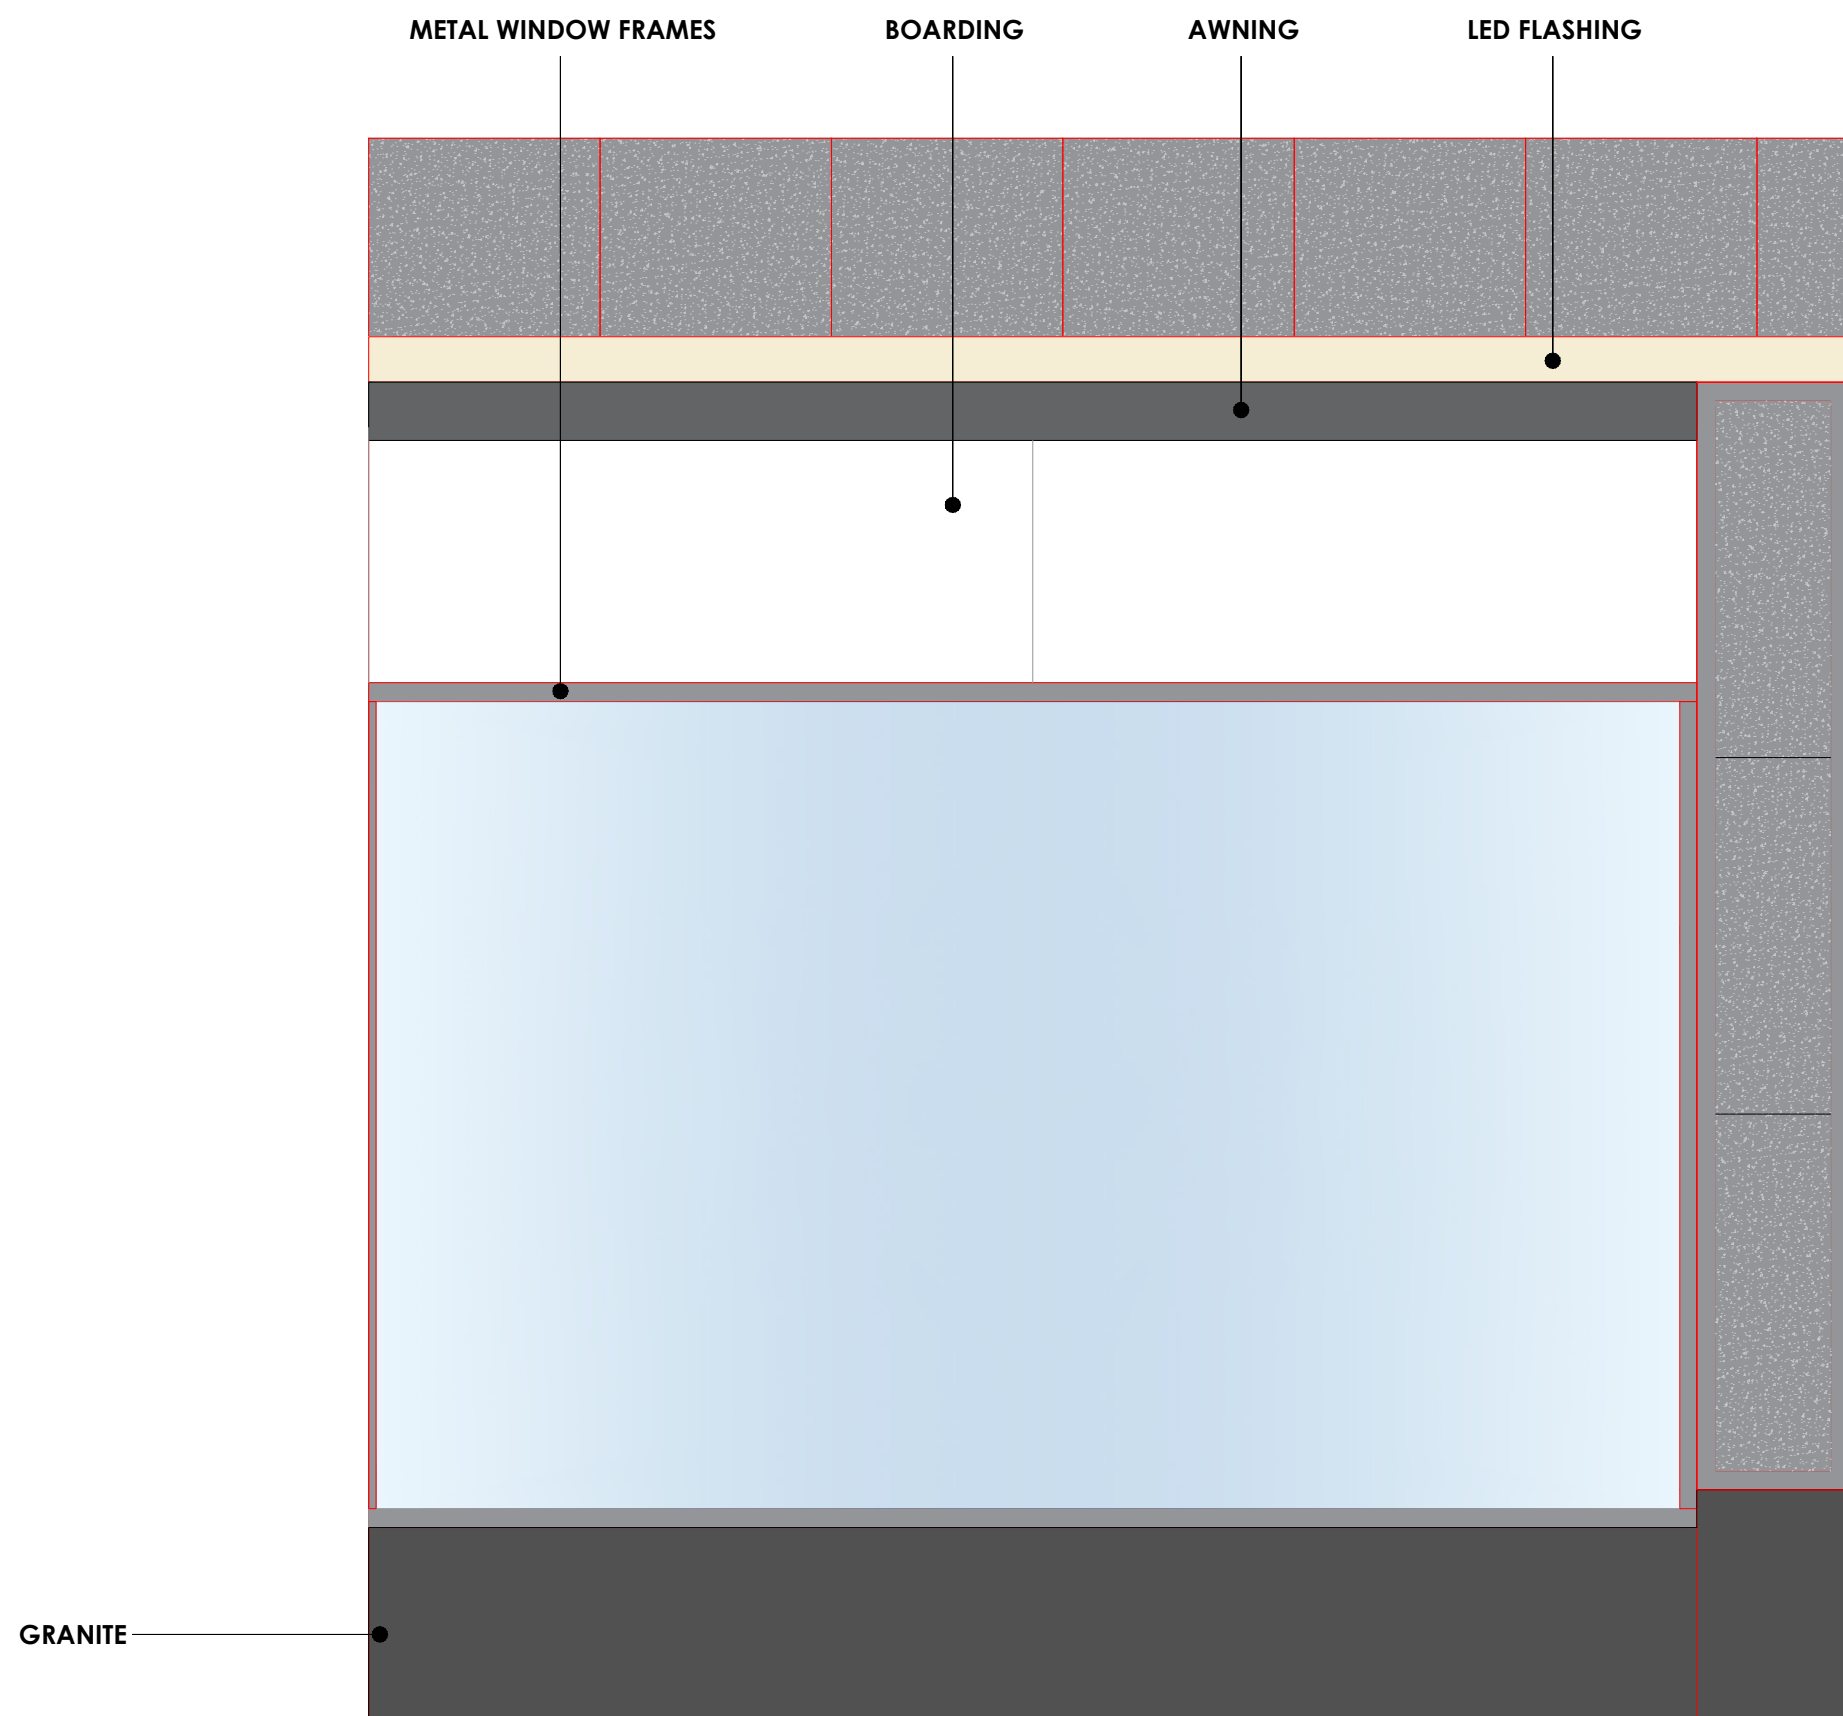 METAL WINDOW FRAMES
BOARDING
AWNING
LED FLASHING
GRANITE